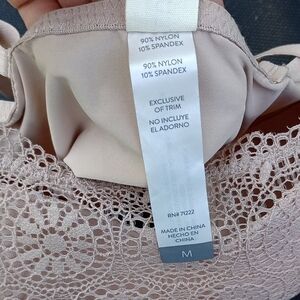 90% NYLON
10% SPANDEX
90% NYLON
10% SPANDEX
EXCLUSIVE
OF TRIM
NO INCLUYE
EL ADORNO
RN# 71222
MADE IN CHINA
HECHO EN
CHINA
M